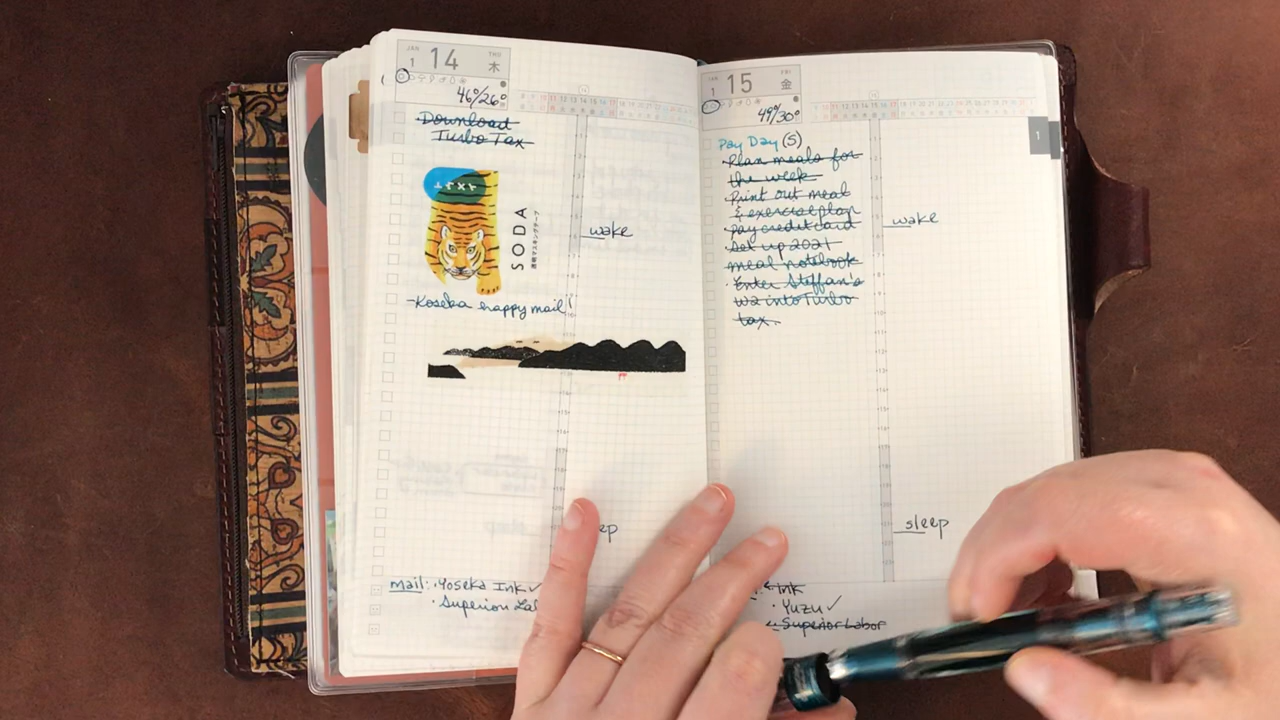 JAN
1
14
THU
木
46°/26°
Download
Turbo Tax
SODA
wake
-Koseka happy mail!
ep
mail: ·Yoseka Ink✓
·Superior Lab
JAN
1
15
FRI
金
49°/30°
Pay Day (S)
·Plan meals for
the week
·Print out meal
& exercise plan
·pay credit card
·Set up 2021
meal notebook
·Enter Steffan's
W2 into Turbo
tax.
1
wake
sleep
Ink
·Yuzu✓
Superior Labor